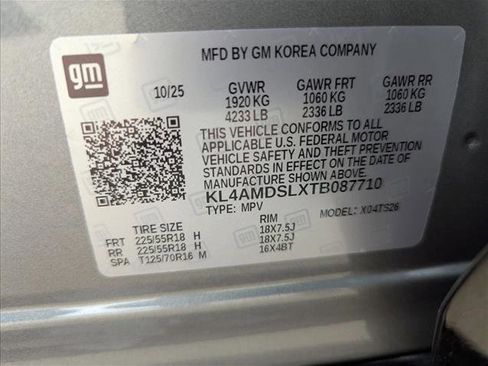 gm
MFD BY GM KOREA COMPANY
10/25 GVWR GAWR FRT GAWR RR
1920 KG 1060 KG 1060 KG
4233 LB 2336 LB 2336 LB
THIS VEHICLE CONFORMS TO ALL
APPLICABLE U.S. FEDERAL MOTOR
VEHICLE SAFETY AND THEFT PREVENTION
STANDARDS IN EFFECT ON THE DATE OF
MANUFACTURE SHOWN ABOVE.
KL4AMDSLXTB087710
TYPE: MPV MODEL: X04TS26
TIRE SIZE RIM
FRT 225/55R18 H 18X7.5J
RR 225/55R18 H 18X7.5J
SPA T125/70R16 M 16X4BT